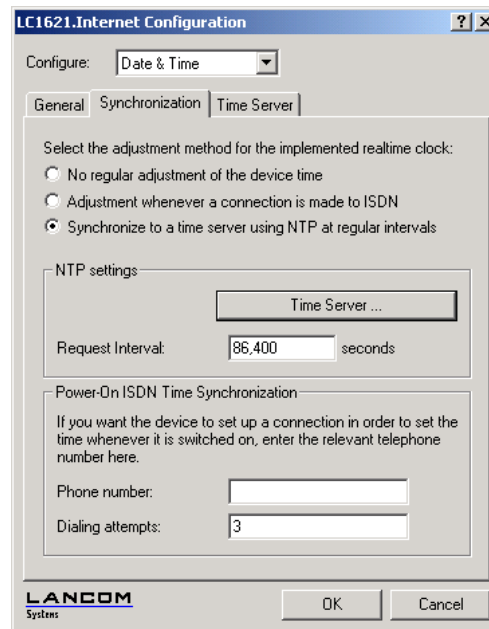 LC1621.Internet Configuration
Configure: Date & Time
General Synchronization Time Server
Select the adjustment method for the implemented realtime clock:
No regular adjustment of the device time
Adjustment whenever a connection is made to ISDN
Synchronize to a time server using NTP at regular intervals
NTP settings
Time Server ...
Request Interval: 86,400 seconds
Power-On ISDN Time Synchronization
If you want the device to set up a connection in order to set the
time whenever it is switched on, enter the relevant telephone
number here.
Phone number:
Dialing attempts: 3
LANCOM
Systems
OK Cancel